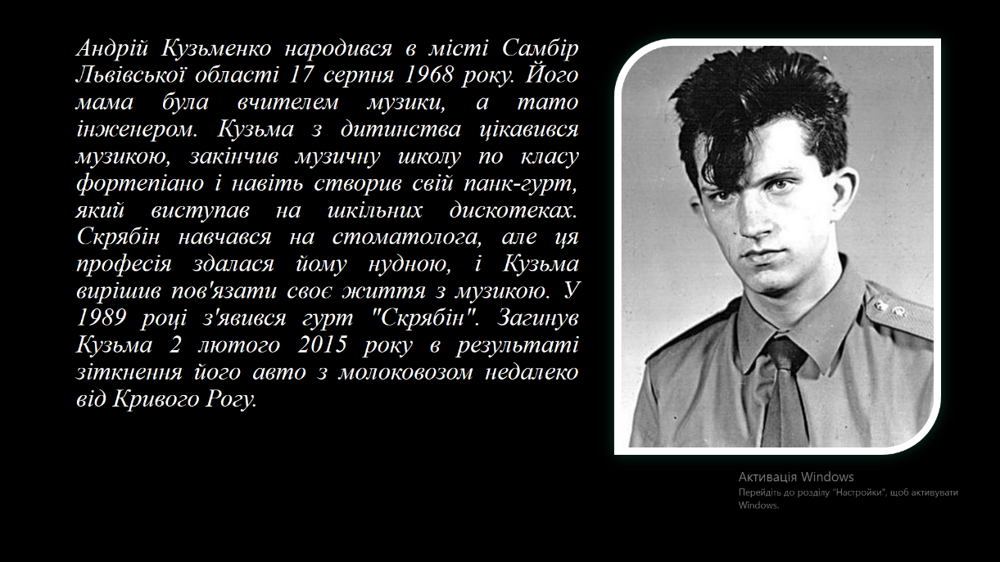 Андрій Кузьменко народився в місті Самбір
Львівської області 17 серпня 1968 року. Його
мама була вчителем музики, а тато
інженером. Кузьма з дитинства цікавився
музикою, закінчив музичну школу по класу
фортепіано і навіть створив свій панк-гурт,
який виступав на шкільних дискотеках.
Скрябін навчався на стоматолога, але ця
професія здалася йому нудною, і Кузьма
вирішив пов'язати своє життя з музикою. У
1989 році з'явився гурт "Скрябін". Загинув
Кузьма 2 лютого 2015 року в результаті
зіткнення його авто з молоковозом недалеко
від Кривого Рогу.
Активація Windows
Перейдіть до розділу "Настройки", щоб активувати
Windows.